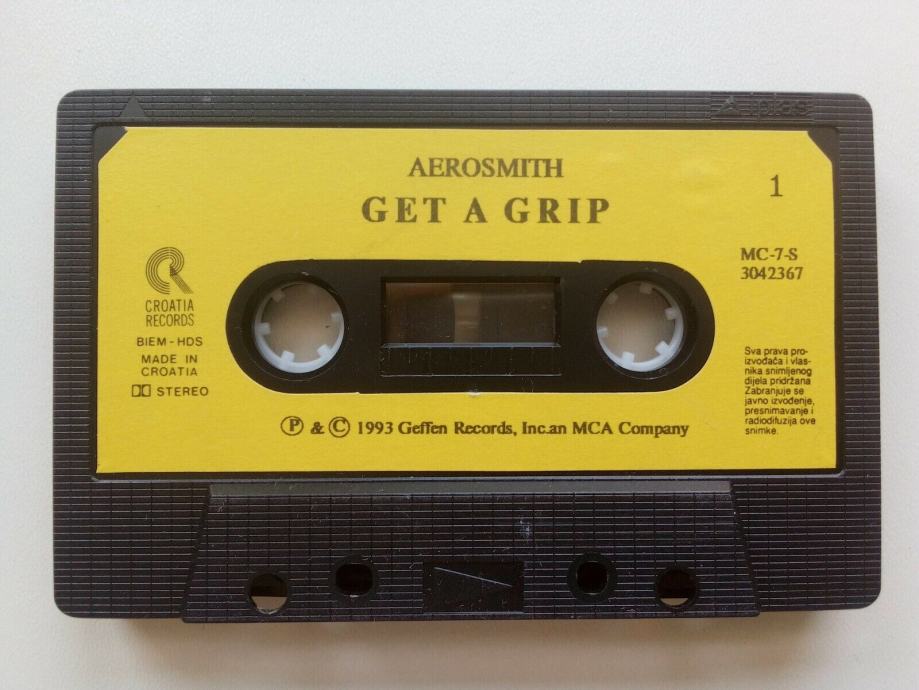 AEROSMITH
GET A GRIP
1
MC-7-S
3042367
CROATIA
RECORDS
BIEM-HDS
MADE IN
CROATIA
STEREO
Sva prava pro-
izvođača i vlas-
nika snimljenog
dijela pridržana
Zabranjuje se
javno izvođenje,
presnimavanje i
radiodifuzija ove
snimke.
Ⓟ & © 1993 Geffen Records, Inc.an MCA Company